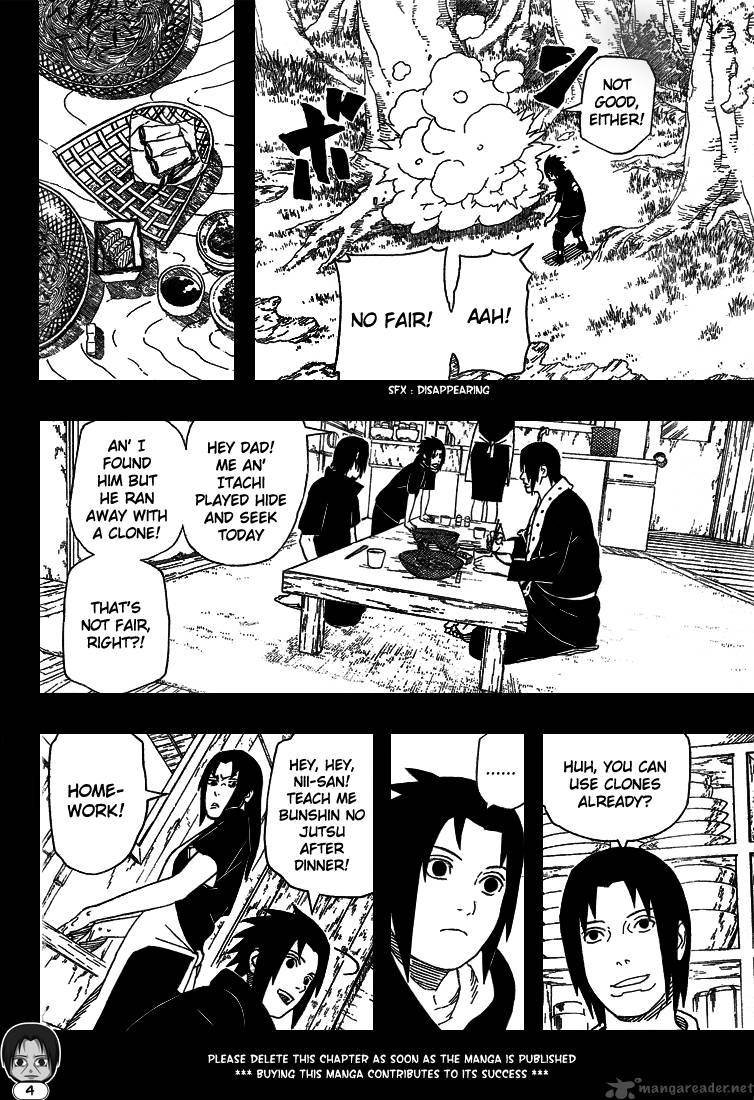 NOT
GOOD,
EITHER!
ボッ
AAH!
NO FAIR!
SFX : DISAPPEARING
HEY DAD!
ME AN'
ITACHI
PLAYED HIDE
AND SEEK
TODAY
AN' I
FOUND
HIM BUT
HE RAN
AWAY WITH
A CLONE!
THAT'S
NOT FAIR,
RIGHT?!
HUH, YOU CAN
USE CLONES
ALREADY?
......
HEY, HEY,
NII-SAN!
TEACH ME
BUNSHIN NO
JUTSU
AFTER
DINNER!
HOME-
WORK!
PLEASE DELETE THIS CHAPTER AS SOON AS THE MANGA IS PUBLISHED
*** BUYING THIS MANGA CONTRIBUTES TO ITS SUCCESS ***
4
mangareader.net